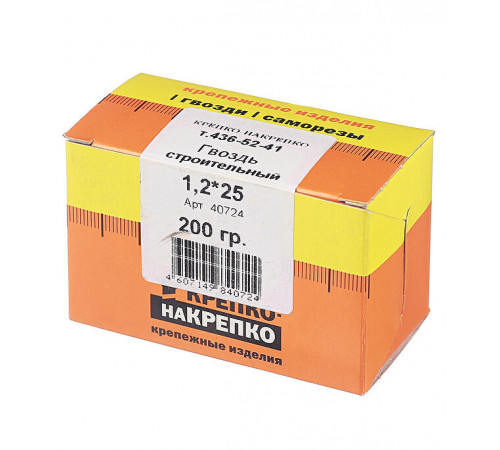 крепежные изделия
| гвозди | саморезы
КРЕПКО НАКРЕПКО
т.436-52-41
Гвоздь
строительный
1,2*25
Арт 40724
200 гр.
4 607149 840724
КРЕПКО-
НАКРЕПКО
крепежные изделия